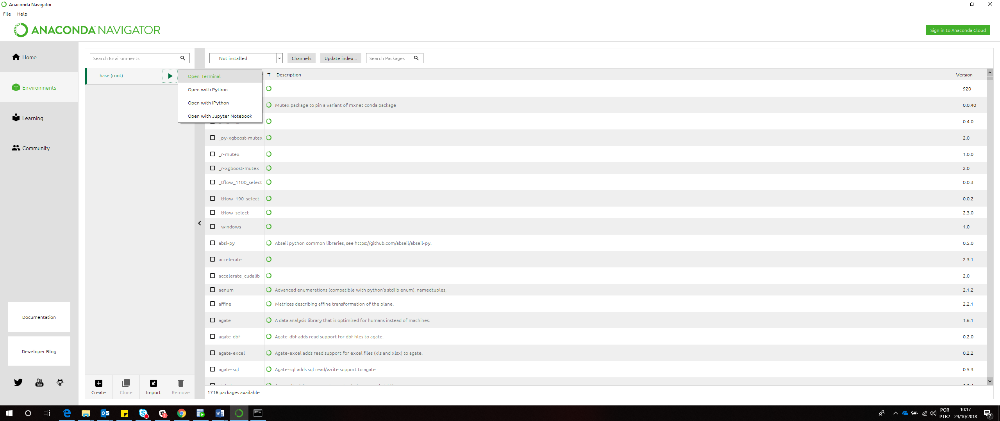 Anaconda Navigator
File Help
ANACONDA NAVIGATOR
Sign in to Anaconda Cloud
Home
Environments
Learning
Community
Documentation
Developer Blog
You Tube
Search Environments
base (root)
Open Terminal
Open with Python
Open with IPython
Open with Jupyter Notebook
Create Clone Import Remove
Not installed Channels Update index... Search Packages
T Description Version
920
Mutex package to pin a variant of mxnet conda package 0.0.40
0.4.0
_py-xgboost-mutex 2.0
_r-mutex 1.0.0
_r-xgboost-mutex 2.0
_tflow_1100_select 0.0.3
_tflow_190_select 0.0.2
_tflow_select 2.3.0
_windows 1.0
absl-py Abseil python common libraries, see https://github.com/abseil/abseil-py. 0.5.0
accelerate 2.3.1
accelerate_cudalib 2.0
aenum Advanced enumerations (compatible with python's stdlib enum), namedtuples, 2.1.2
affine Matrices describing affine transformation of the plane. 2.2.1
agate A data analysis library that is optimized for humans instead of machines. 1.6.1
agate-dbf Agate-dbf adds read support for dbf files to agate. 0.2.0
agate-excel Agate-excel adds read support for excel files (xls and xlsx) to agate. 0.2.2
agate-sql Agate-sql adds sql read/write support to agate. 0.5.3
1716 packages available
1
POR
PTB2
10:17
29/10/2018
7